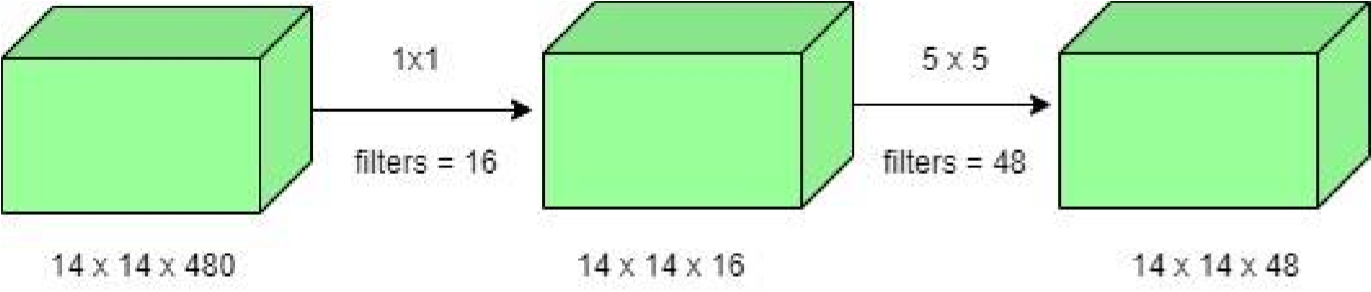 1x1
5 x 5
filters = 16
filters = 48
14 x 14 x 480
14 x 14 x 16
14 x 14 x 48